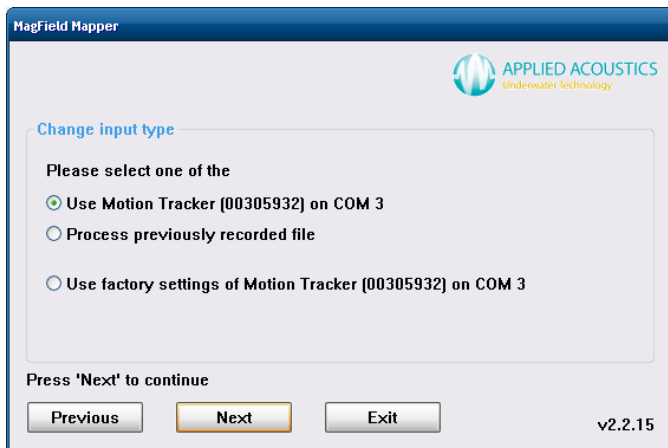 MagField Mapper
APPLIED ACOUSTICS
Underwater Technology
Change input type
Please select one of the
Use Motion Tracker (00305932) on COM 3
Process previously recorded file
Use factory settings of Motion Tracker (00305932) on COM 3
Press 'Next' to continue
Previous Next Exit
v2.2.15